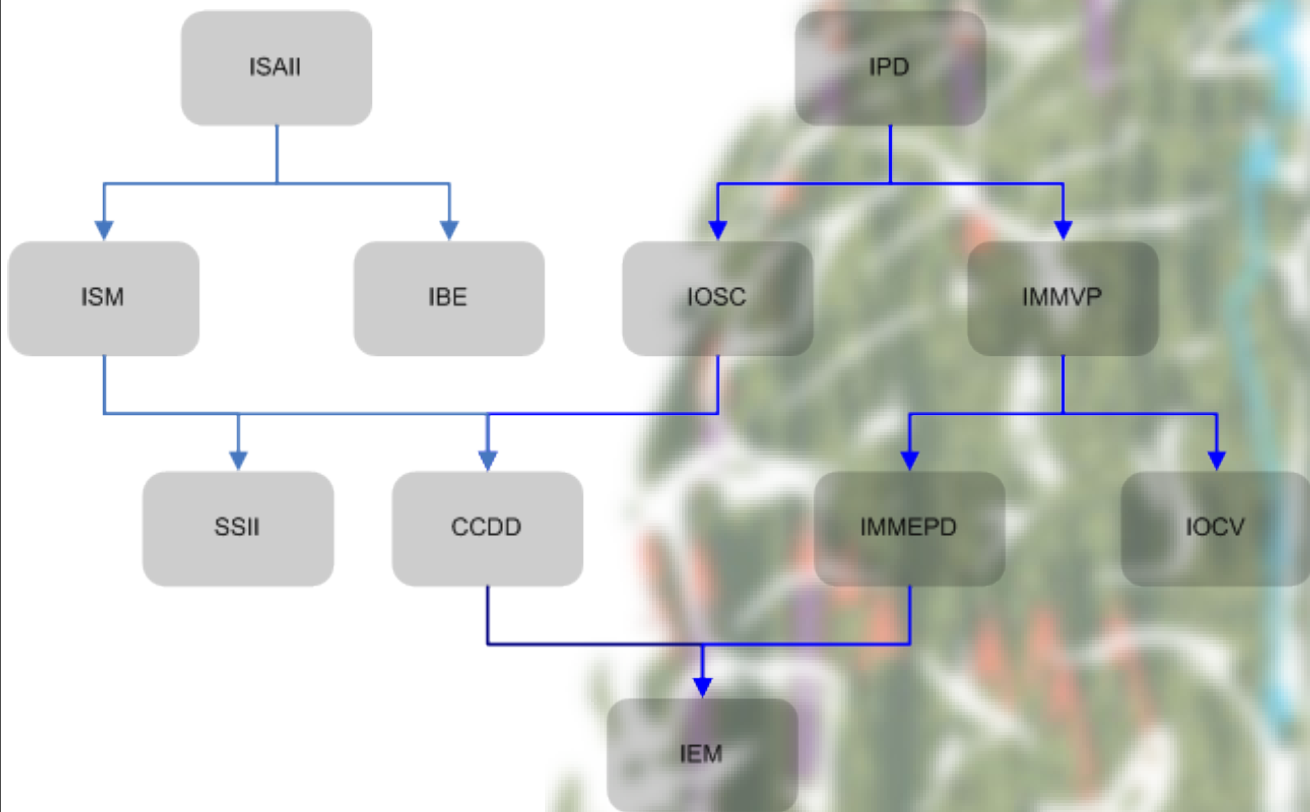 ISAII
IPD
ISM
IBE
IOSC
IMMVP
SSII
CCDD
IMMEPD
IOCV
IEM